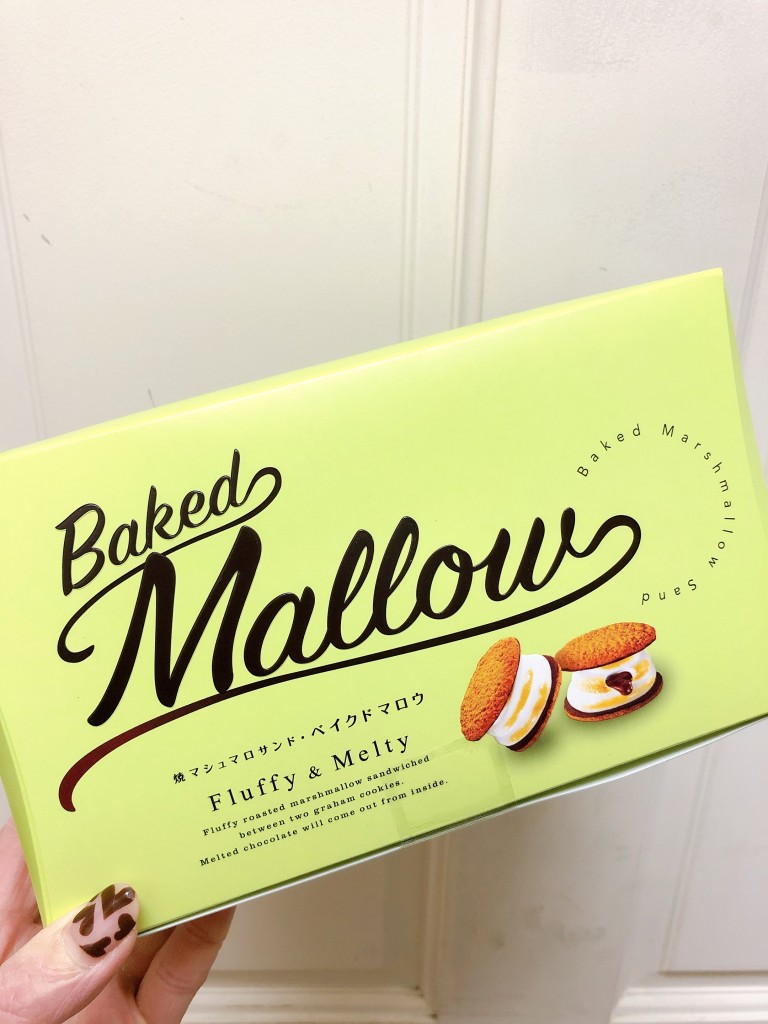 Baked
Mallow
Baked Marshmallow Sand
焼マシュマロサンド・ベイクドマロウ
Fluffy & Melty
Fluffy roasted marshmallow sandwiched
between two graham cookies.
Melted chocolate will come out from inside.